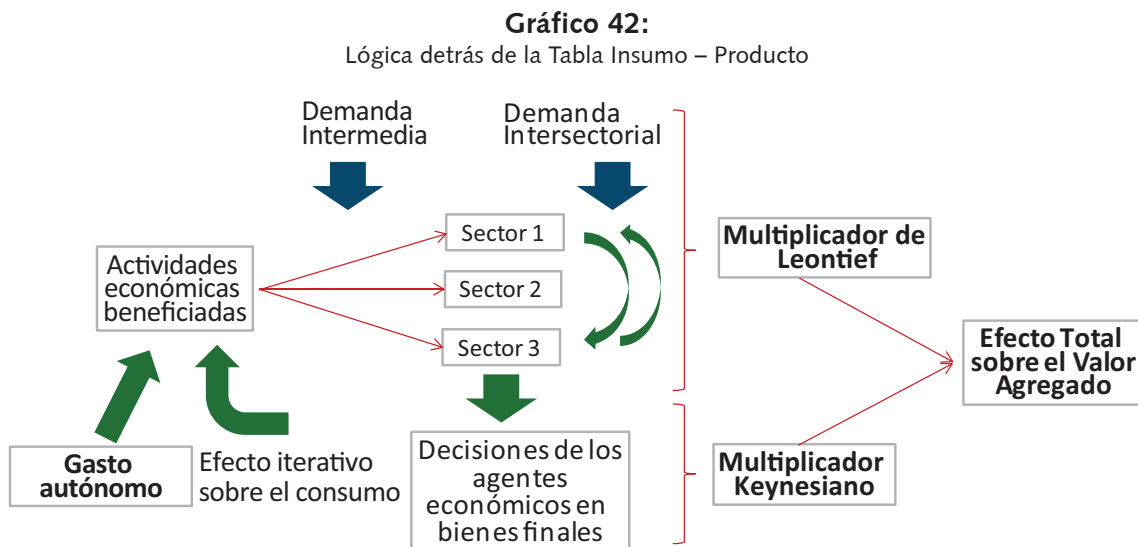 Gráfico 42:
Lógica detrás de la Tabla Insumo – Producto
Demanda
Intermedia
Demanda
Intersectorial
Actividades
económicas
beneficiadas
Sector 1
Sector 2
Sector 3
Multiplicador de
Leontief
Efecto Total
sobre el Valor
Agregado
Gasto
autónomo
Efecto iterativo
sobre el consumo
Decisiones de los
agentes
económicos en
bienes finales
Multiplicador
Keynesiano